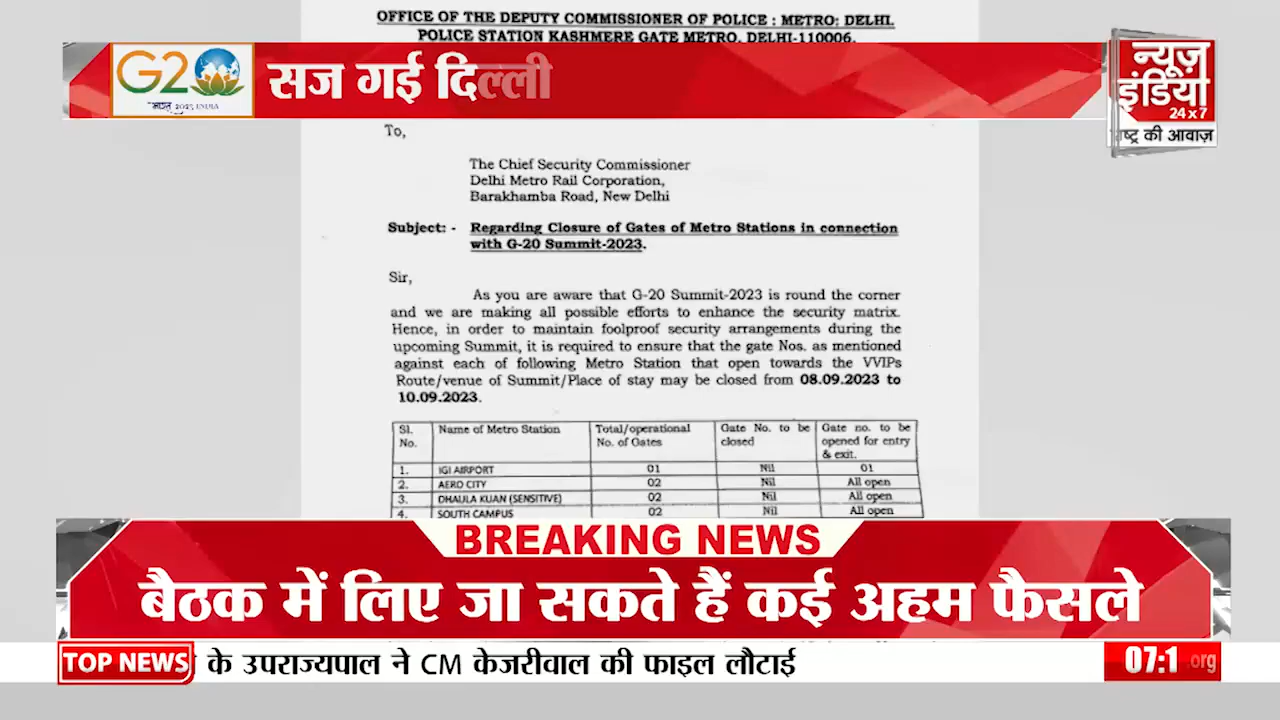 OFFICE OF THE DEPUTY COMMISSIONER OF POLICE : METRO: DELHI.
POLICE STATION KASHMERE GATE METRO, DELHI-110006.
G20
भारत 2023 INDIA
सज गई दिल्ली
न्यूज़
इंडिया
24x7
राष्ट्र की आवाज़
To,
The Chief Security Commissioner
Delhi Metro Rail Corporation,
Barakhamba Road, New Delhi
Subject: - Regarding Closure of Gates of Metro Stations in connection
with G-20 Summit-2023.
Sir,
As you are aware that G-20 Summit-2023 is round the corner
and we are making all possible efforts to enhance the security matrix.
Hence, in order to maintain foolproof security arrangements during the
upcoming Summit, it is required to ensure that the gate Nos. as mentioned
against each of following Metro Station that open towards the VVIPs
Route/venue of Summit/Place of stay may be closed from 08.09.2023 to
10.09.2023.
Sl. No. Name of Metro Station Total/operational No. of Gates Gate No. to be closed Gate no. to be opened for entry & exit.
1. IGI AIRPORT 01 Nil 01
2. AERO CITY 02 Nil All open
3. DHAULA KUAN (SENSITIVE) 02 Nil All open
4. SOUTH CAMPUS 02 Nil All open
BREAKING NEWS
बैठक में लिए जा सकते हैं कई अहम फैसले
TOP NEWS के उपराज्यपाल ने CM केजरीवाल की फाइल लौटाई
07:1 .org